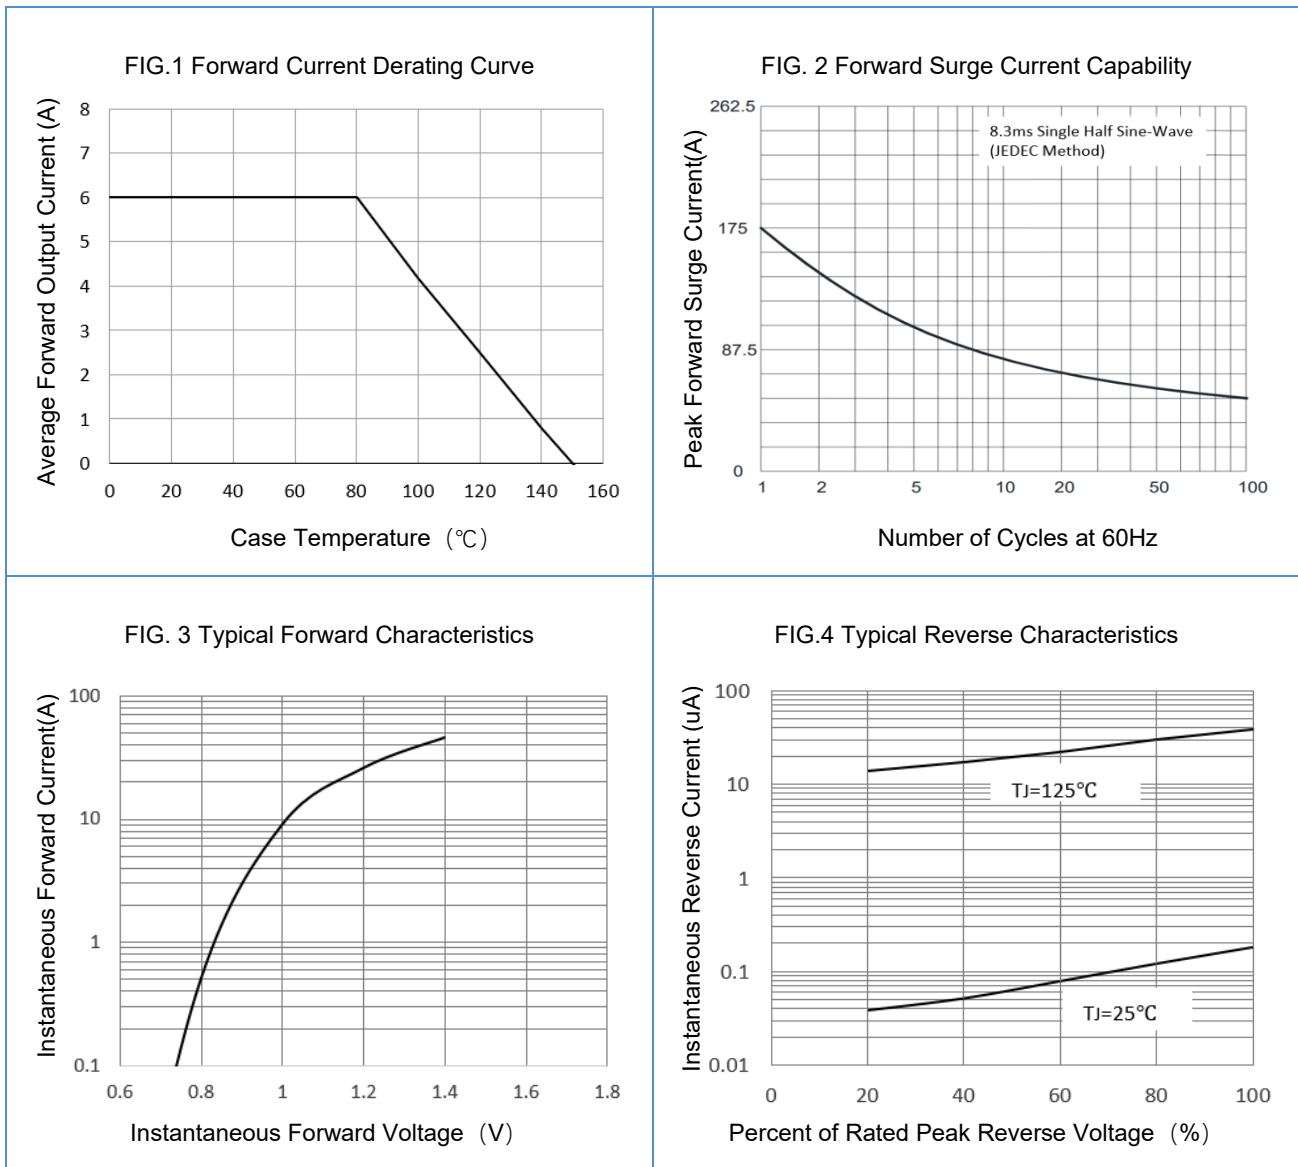 FIG.1 Forward Current Derating Curve
Average Forward Output Current (A)
8
7
6
5
4
3
2
1
0
0 20 40 60 80 100 120 140 160
Case Temperature（℃）
FIG. 2 Forward Surge Current Capability
Peak Forward Surge Current(A)
262.5
8.3ms Single Half Sine-Wave
(JEDEC Method)
175
87.5
0
1 2 5 10 20 50 100
Number of Cycles at 60Hz
FIG. 3 Typical Forward Characteristics
Instantaneous Forward Current(A)
100
10
1
0.1
0.6 0.8 1 1.2 1.4 1.6 1.8
Instantaneous Forward Voltage（V）
FIG.4 Typical Reverse Characteristics
Instantaneous Reverse Current (uA)
100
10
TJ=125℃
1
0.1
TJ=25℃
0.01
0 20 40 60 80 100
Percent of Rated Peak Reverse Voltage（%）